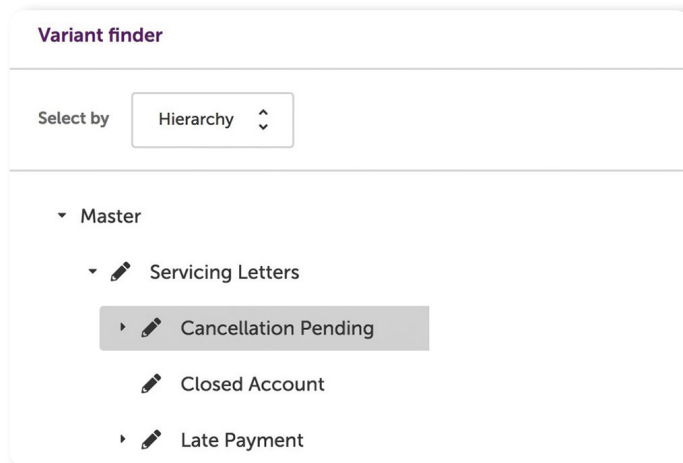 Variant finder
Select by Hierarchy
Master
Servicing Letters
Cancellation Pending
Closed Account
Late Payment